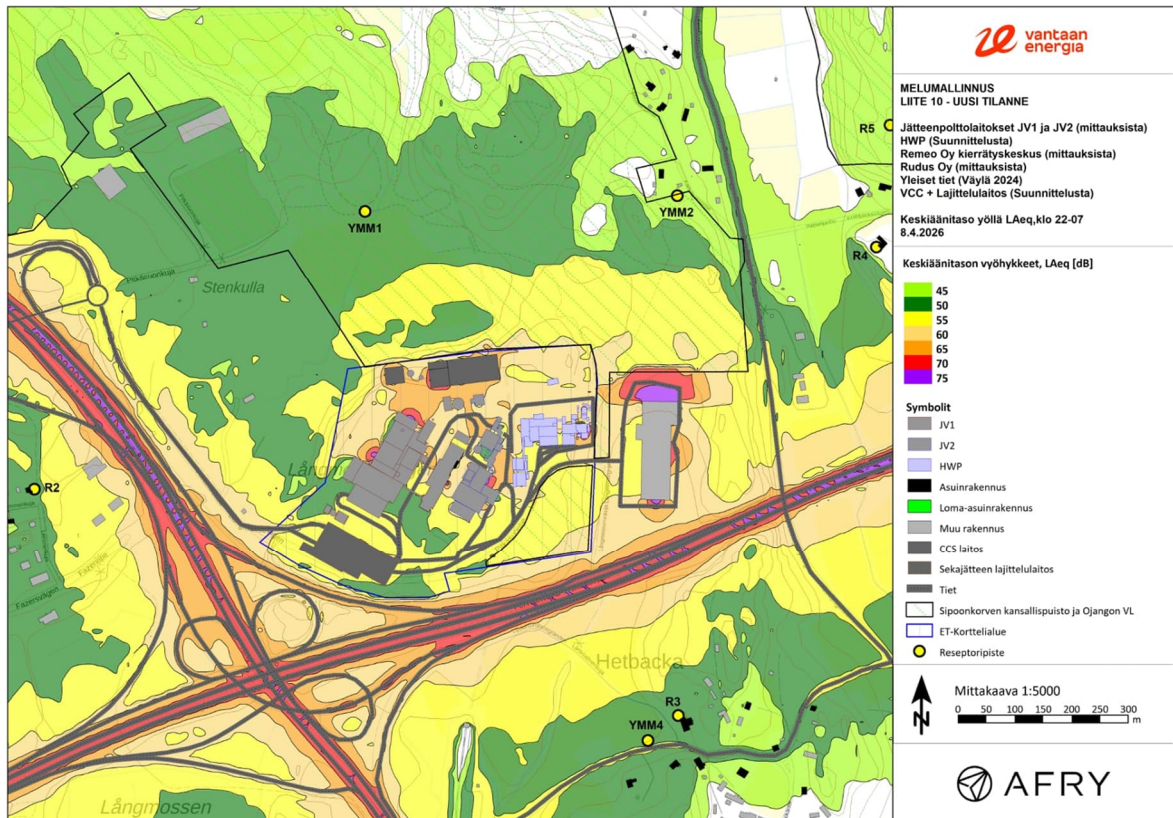 vantaan
energia
MELUMALLINNUS
LIITE 10 - UUSI TILANNE
Jätteenpolttolaitokset JV1 ja JV2 (mittauksista)
HWP (Suunnittelusta)
Remeo Oy kierrätyskeskus (mittauksista)
Rudus Oy (mittauksista)
Yleiset tiet (Väylä 2024)
VCC + Lajittelulaitos (Suunnittelusta)
Keskiäänitaso yöllä LAeq,klo 22-07
8.4.2026
Keskiäänitason vyöhykkeet, LAeq [dB]
45
50
55
60
65
70
75
Symbolit
JV1
JV2
HWP
Asuinrakennus
Loma-asuinrakennus
Muu rakennus
CCS laitos
Sekajätteen lajittelulaitos
Tiet
Sipoonkorven kansallispuisto ja Ojangon VL
ET-Korttelialue
Reseptoripiste
N
Mittakaava 1:5000
0 50 100 150 200 250 300
m
AFRY
R5
YMM2
YMM1
R4
Pitkäsuonkuja
Stenkulla
R2
Fazerintie
Fazersvägen
Hetbacka
R3
YMM4
Långmossen